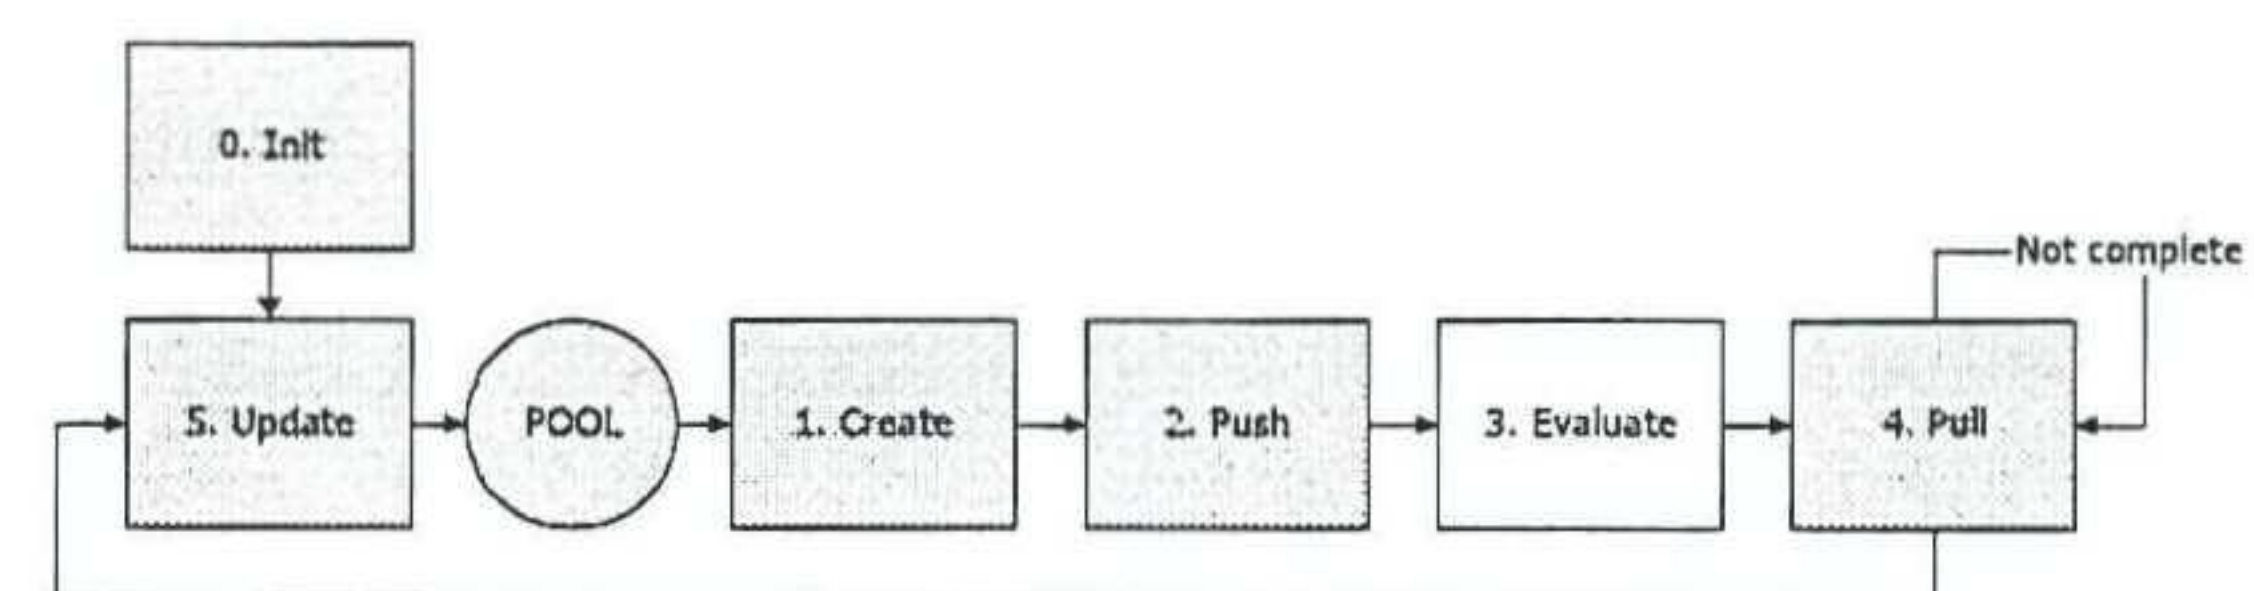 0. Init
Not complete
5. Update
POOL
1. Create
2. Push
3. Evaluate
4. Pull